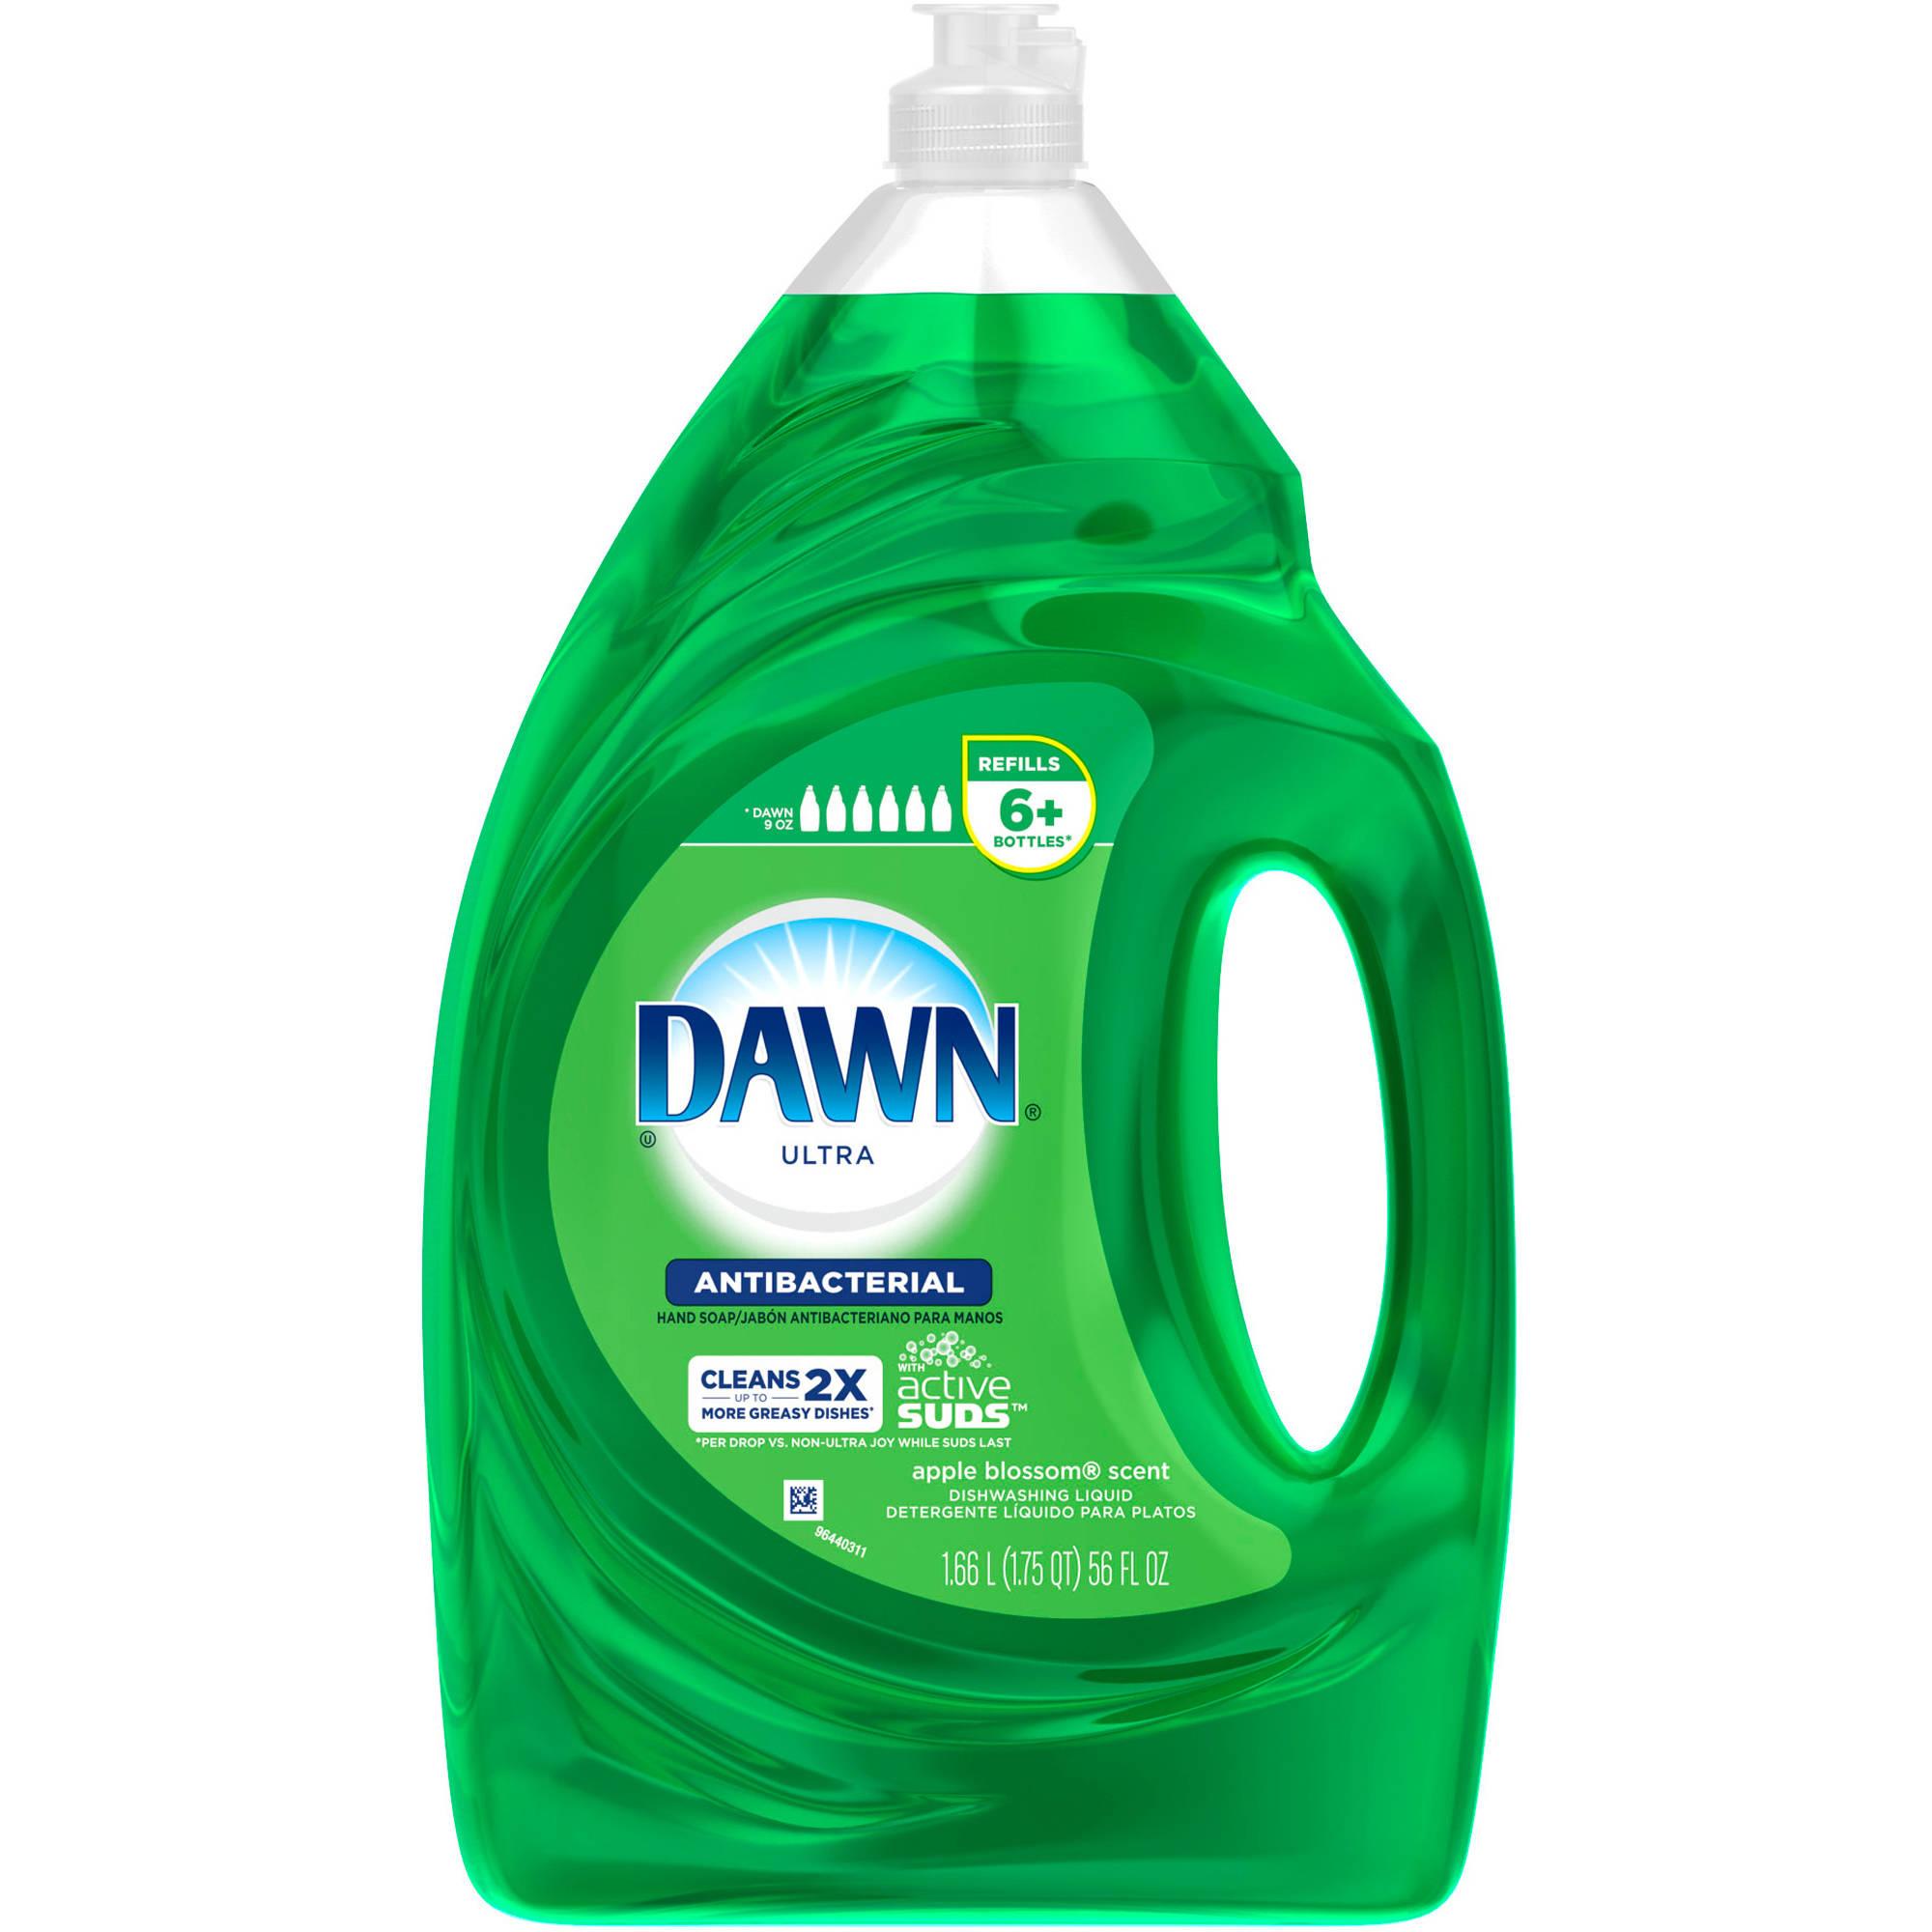 REFILLS
6+
BOTTLES*
* DAWN
9 OZ
DAWN®
Ⓤ
ULTRA
ANTIBACTERIAL
HAND SOAP/JABÓN ANTIBACTERIANO PARA MANOS
CLEANS 2X
UP TO
MORE GREASY DISHES*
WITH
active
SUDS™
*PER DROP VS. NON-ULTRA JOY WHILE SUDS LAST
apple blossom® scent
DISHWASHING LIQUID
DETERGENTE LÍQUIDO PARA PLATOS
96440311
1.66 L (1.75 QT) 56 FL OZ